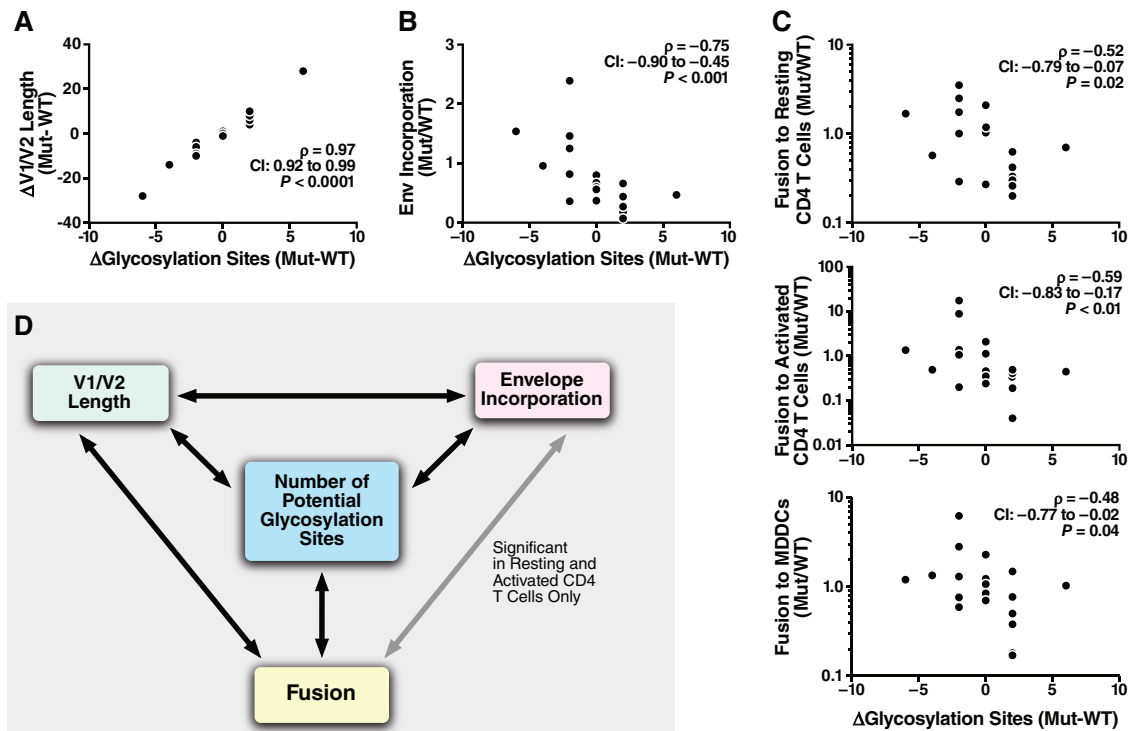 A
40
20
0
−20
−40
−10
−5
0
5
10
ΔV1/V2 Length
(Mut- WT)
ρ = 0.97
CI: 0.92 to 0.99
P < 0.0001
ΔGlycosylation Sites (Mut-WT)
B
3
2
1
0
−10
−5
0
5
10
Env Incorporation
(Mut/WT)
ρ = −0.75
CI: −0.90 to −0.45
P < 0.001
ΔGlycosylation Sites (Mut-WT)
C
10
1.0
0.1
−10
−5
0
5
10
Fusion to Resting
CD4 T Cells (Mut/WT)
ρ = −0.52
CI: −0.79 to −0.07
P = 0.02
100
10
1.0
0.1
0.01
−10
−5
0
5
10
Fusion to Activated
CD4 T Cells (Mut/WT)
ρ = −0.59
CI: −0.83 to −0.17
P < 0.01
10
1.0
0.1
−10
−5
0
5
10
Fusion to MDDCs
(Mut/WT)
ρ = −0.48
CI: −0.77 to −0.02
P = 0.04
ΔGlycosylation Sites (Mut-WT)
D
V1/V2
Length
Envelope
Incorporation
Number of
Potential
Glycosylation
Sites
Significant
in Resting and
Activated CD4
T Cells Only
Fusion